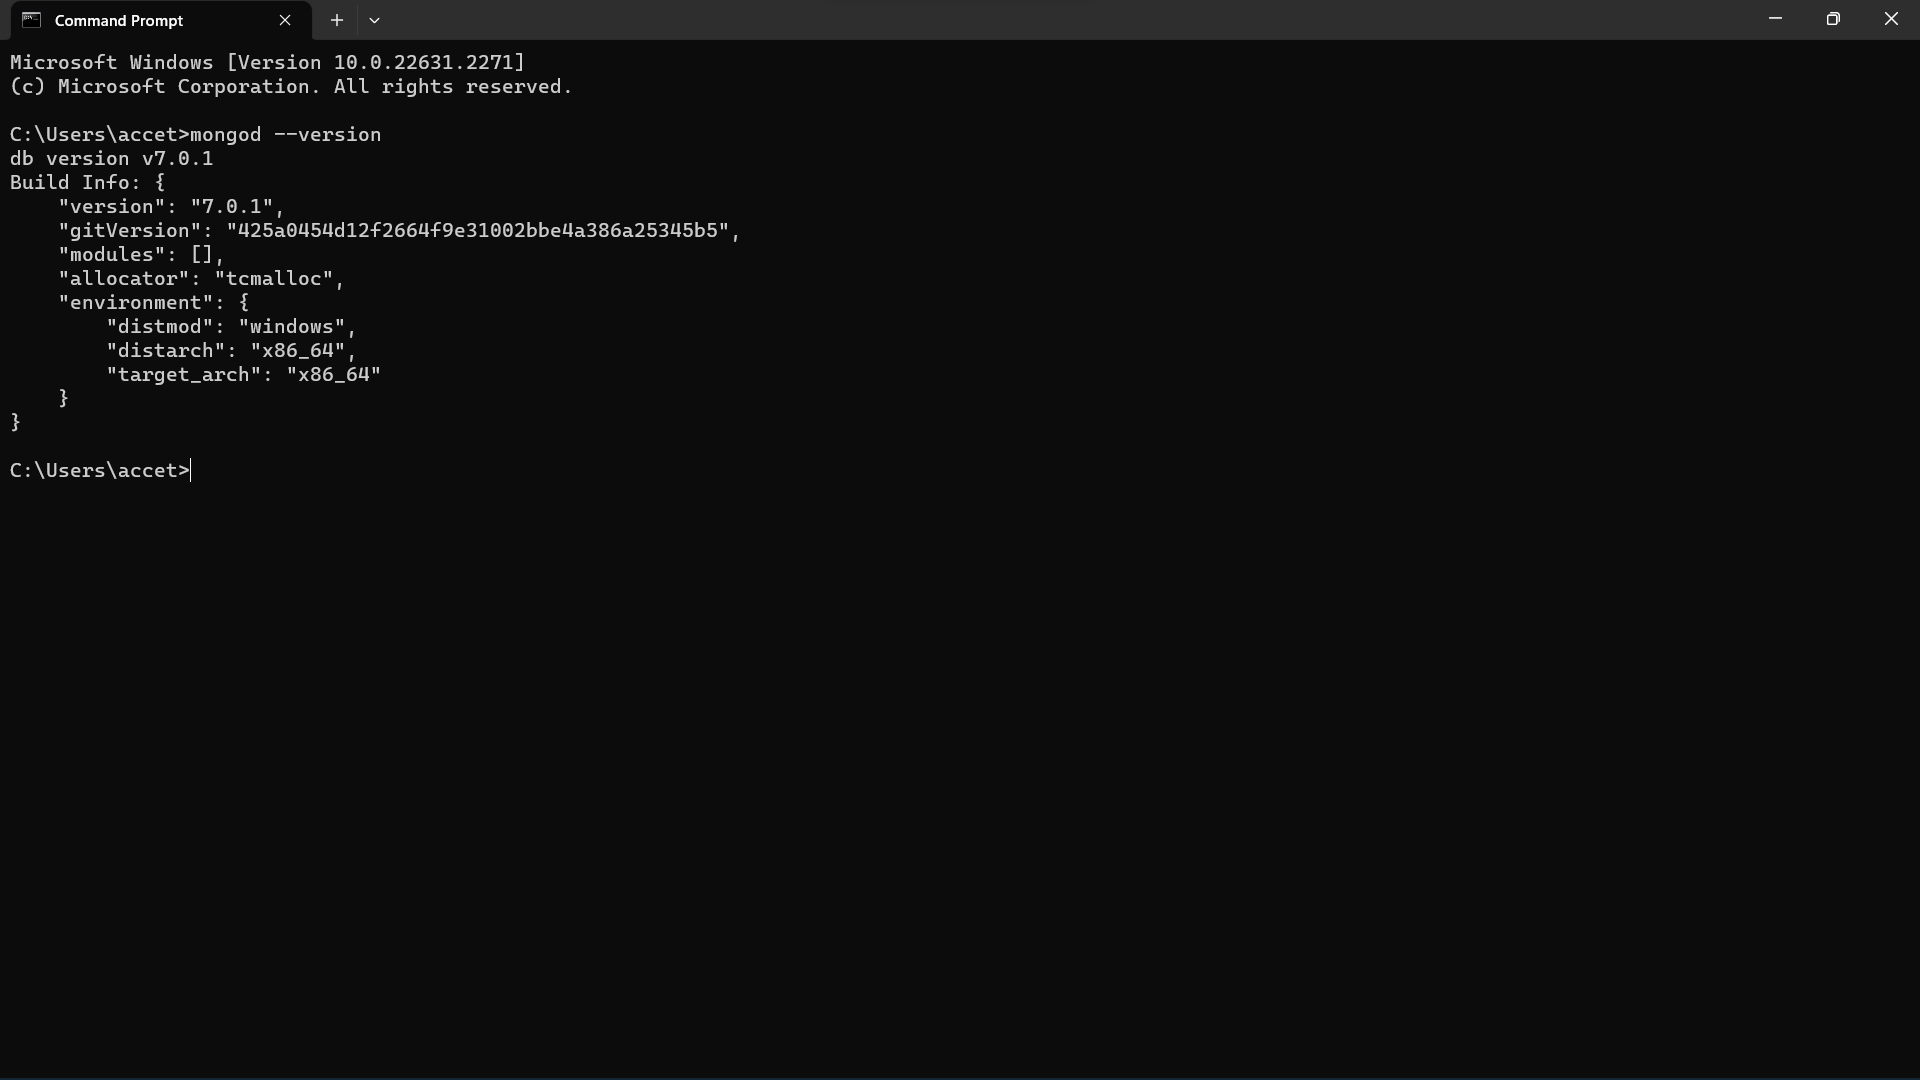 Command Prompt
Microsoft Windows [Version 10.0.22631.2271]
(c) Microsoft Corporation. All rights reserved.
C:\Users\accet>mongod --version
db version v7.0.1
Build Info: {
    "version": "7.0.1",
    "gitVersion": "425a0454d12f2664f9e31002bbe4a386a25345b5",
    "modules": [],
    "allocator": "tcmalloc",
    "environment": {
        "distmod": "windows",
        "distarch": "x86_64",
        "target_arch": "x86_64"
    }
}
C:\Users\accet>